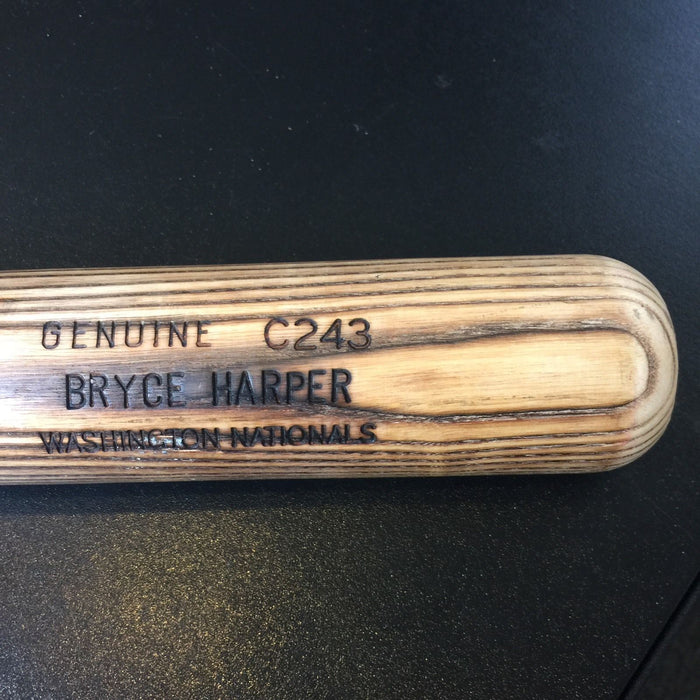 GENUINE C243
BRYCE HARPER
WASHINGTON NATIONALS